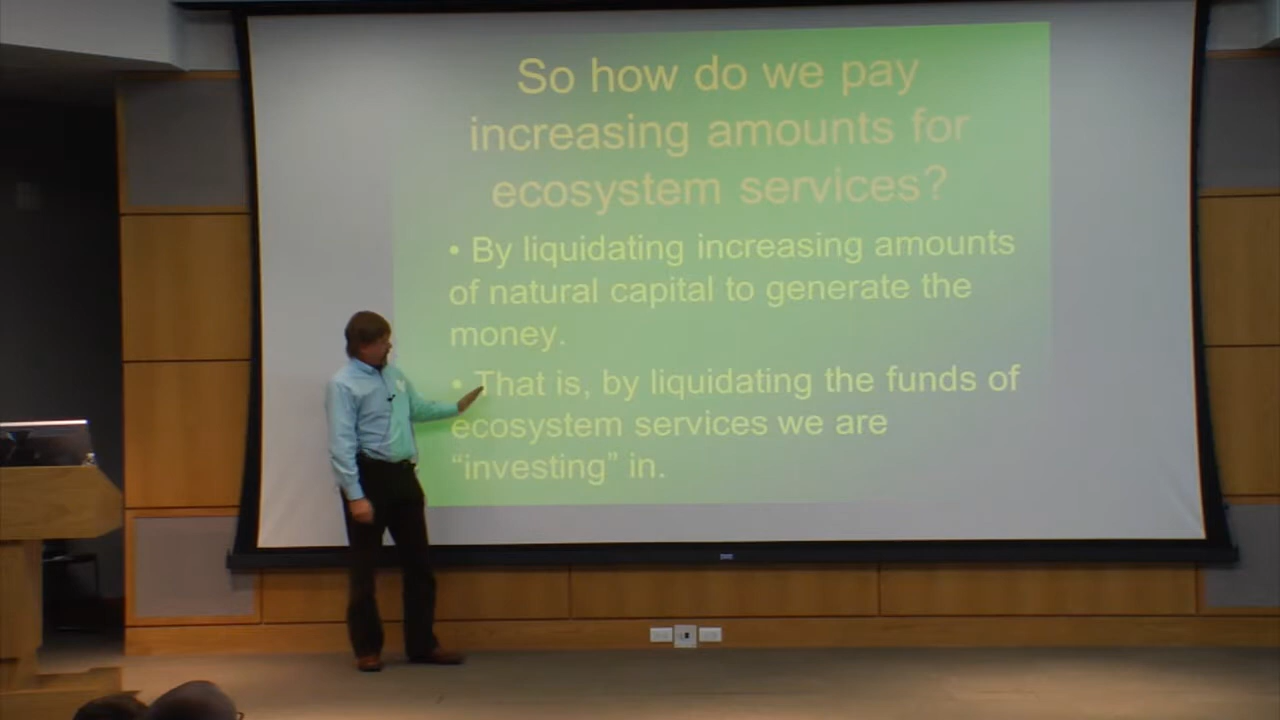 So how do we pay
increasing amounts for
ecosystem services?
• By liquidating increasing amounts
of natural capital to generate the
money.
• That is, by liquidating the funds of
ecosystem services we are
“investing” in.